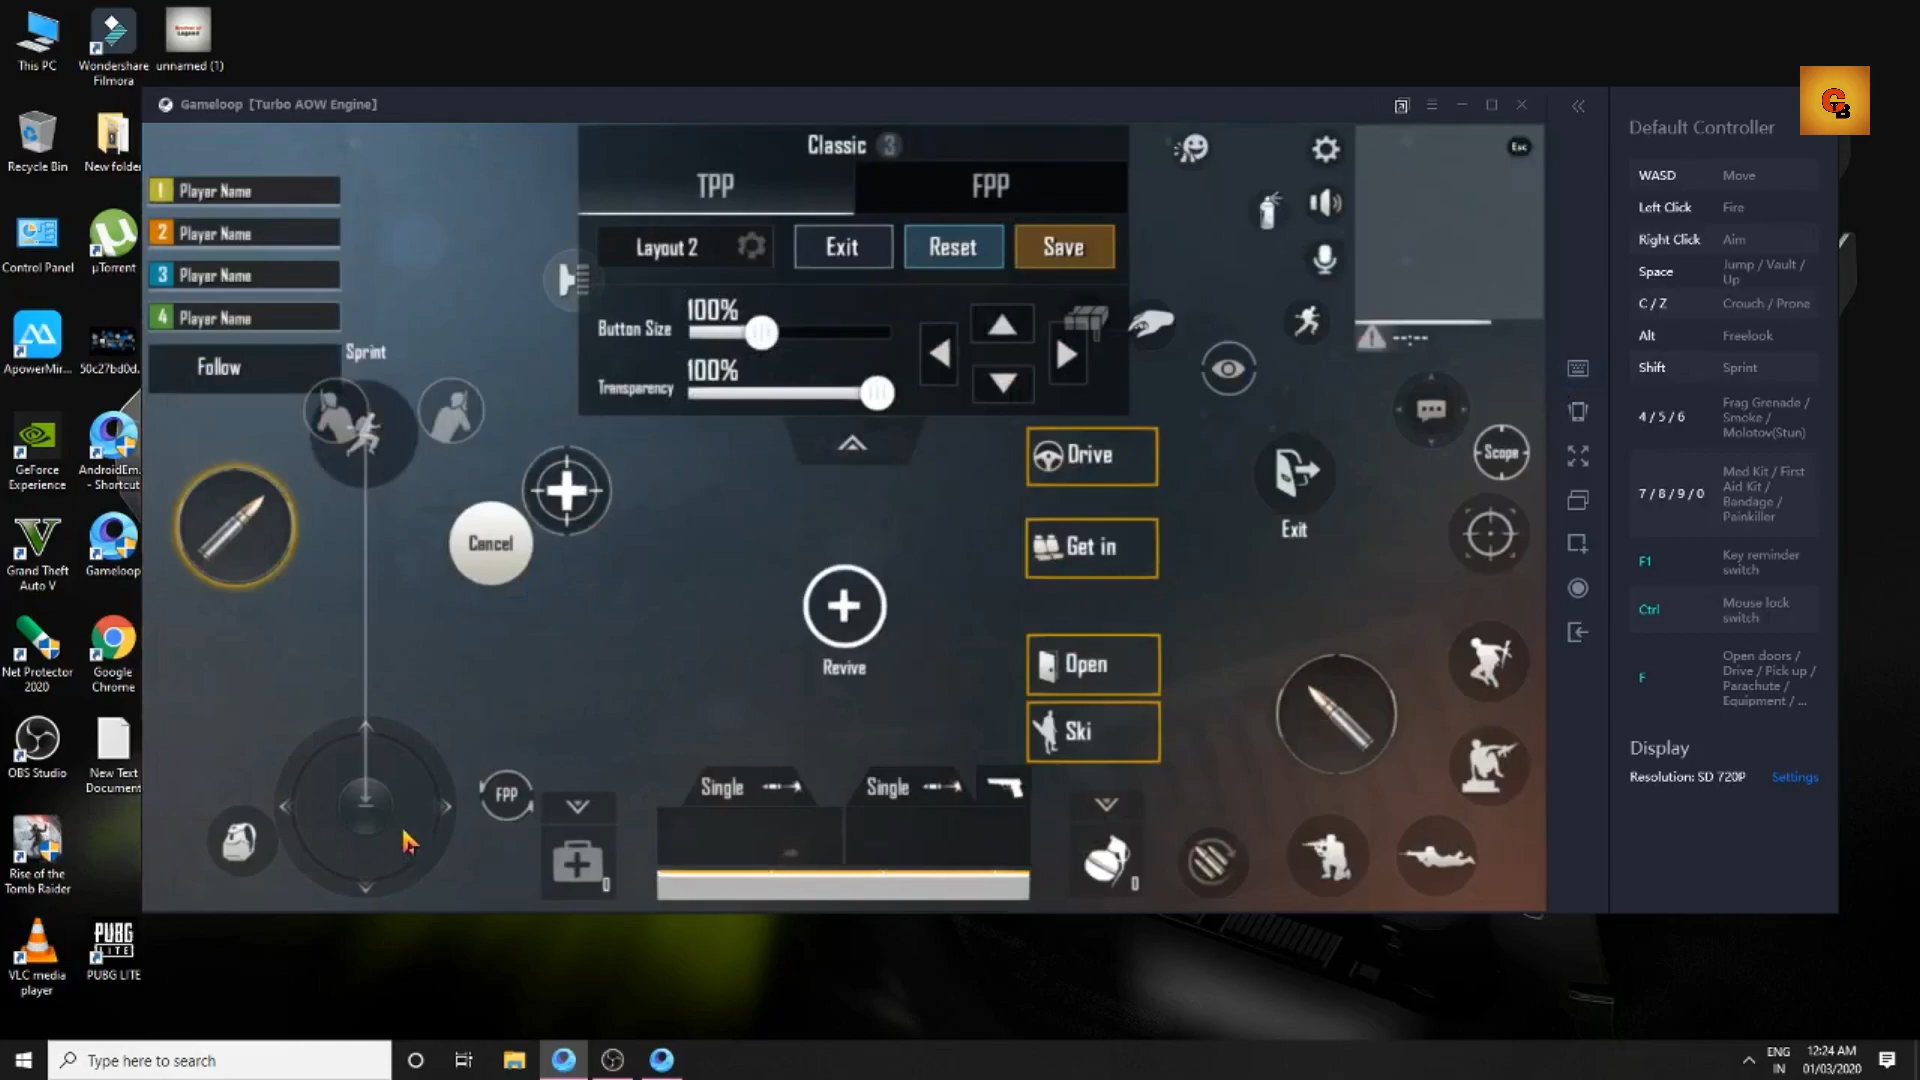 This PC
Wondershare
Filmora
unnamed (1)
Recycle Bin
New folder
Control Panel
µTorrent
ApowerMir...
50c27bd0d.
GeForce
Experience
AndroidEm.
- Shortcut
Grand Theft
Auto V
Gameloop
Net Protector
2020
Google
Chrome
OBS Studio
New Text
Document
Rise of the
Tomb Raider
VLC media
player
PUBG
LITE
PUBG LITE
Gameloop [Turbo AOW Engine]
1 Player Name
2 Player Name
3 Player Name
4 Player Name
Follow
Sprint
Classic 3
TPP
FPP
Layout 2
Exit
Reset
Save
100%
Button Size
100%
Transparency
Esc
Drive
Get in
Open
Ski
Exit
Scope
Cancel
Revive
FPP
0
Single
Single
0
Default Controller
WASD Move
Left Click Fire
Right Click Aim
Space Jump / Vault /
Up
C / Z Crouch / Prone
Alt Freelook
Shift Sprint
4 / 5 / 6 Frag Grenade /
Smoke /
Molotov(Stun)
7 / 8 / 9 / 0 Med Kit / First
Aid Kit /
Bandage /
Painkiller
F1 Key reminder
switch
Ctrl Mouse lock
switch
F Open doors /
Drive / Pick up /
Parachute /
Equipment / ...
Display
Resolution: SD 720P Settings
Type here to search
ENG
IN
12:24 AM
01/03/2020